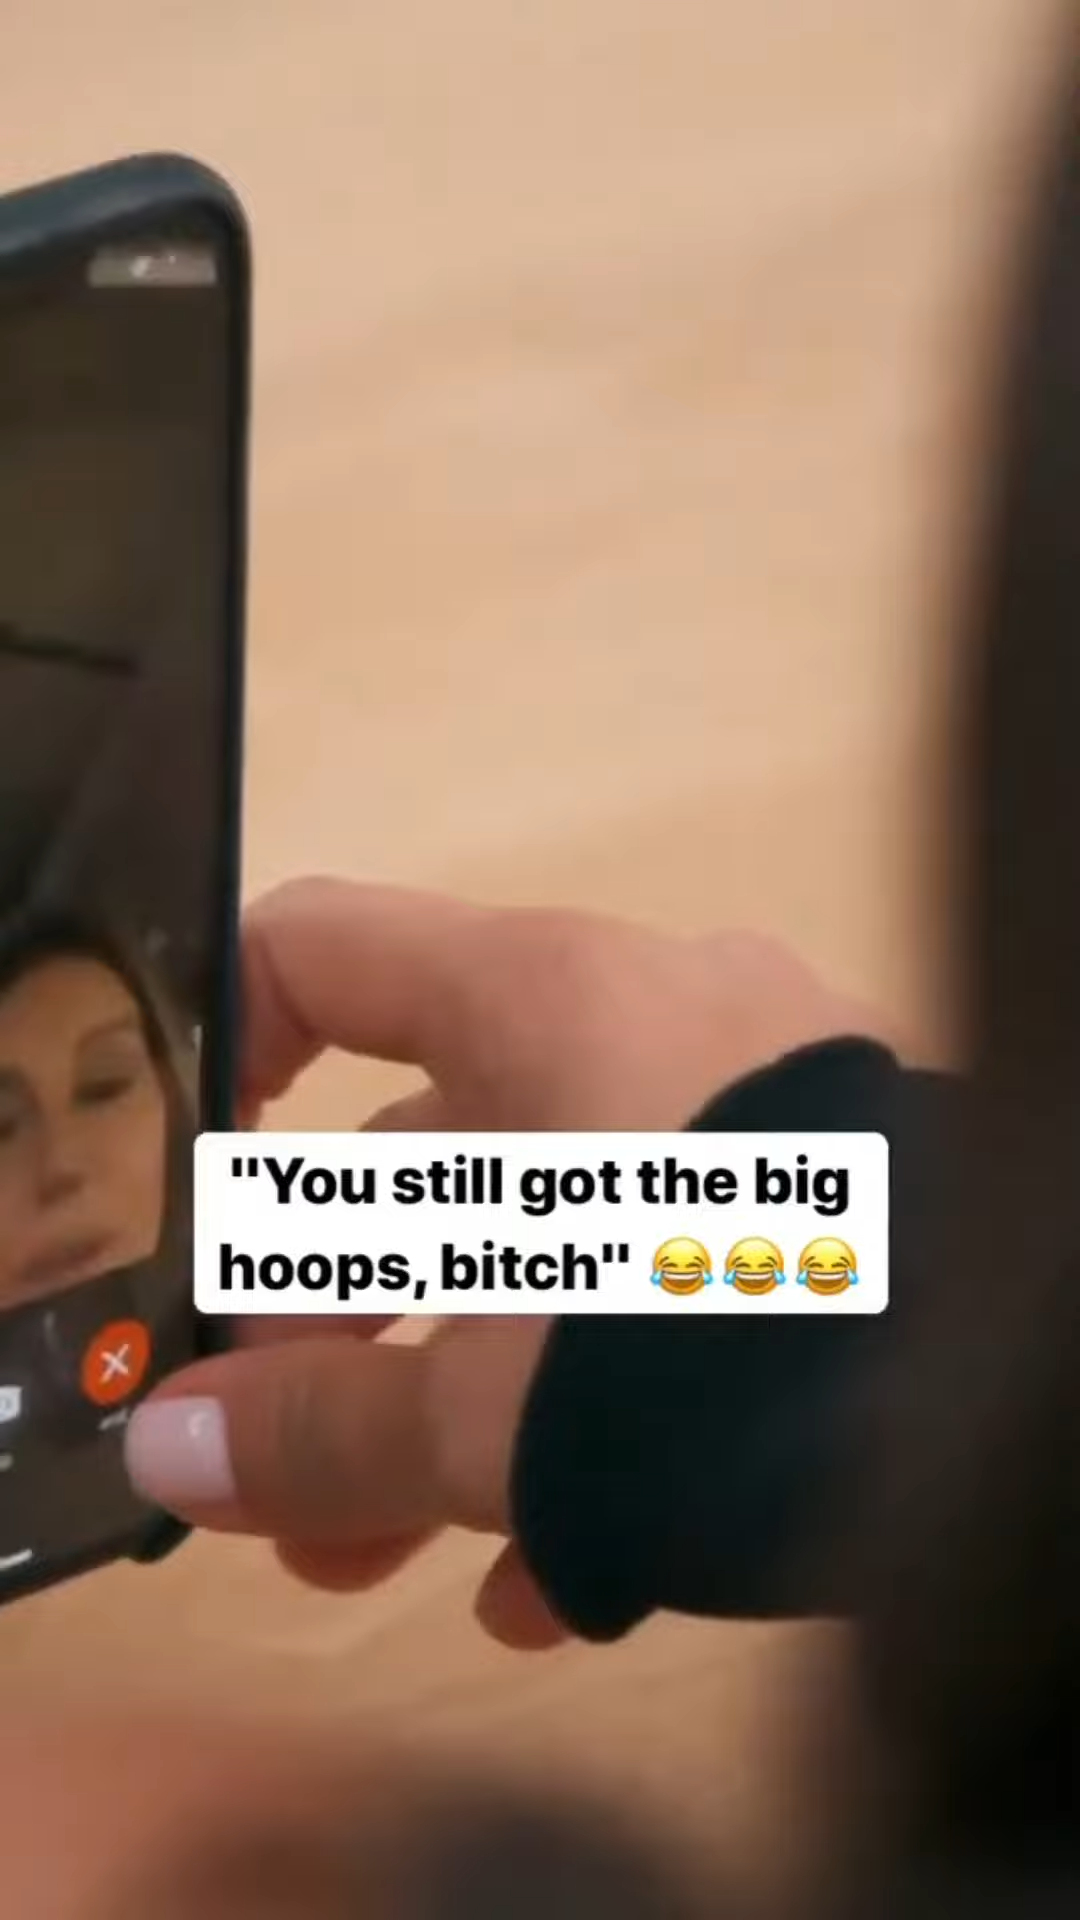 "You still got the big
hoops, bitch" 😂😂😂